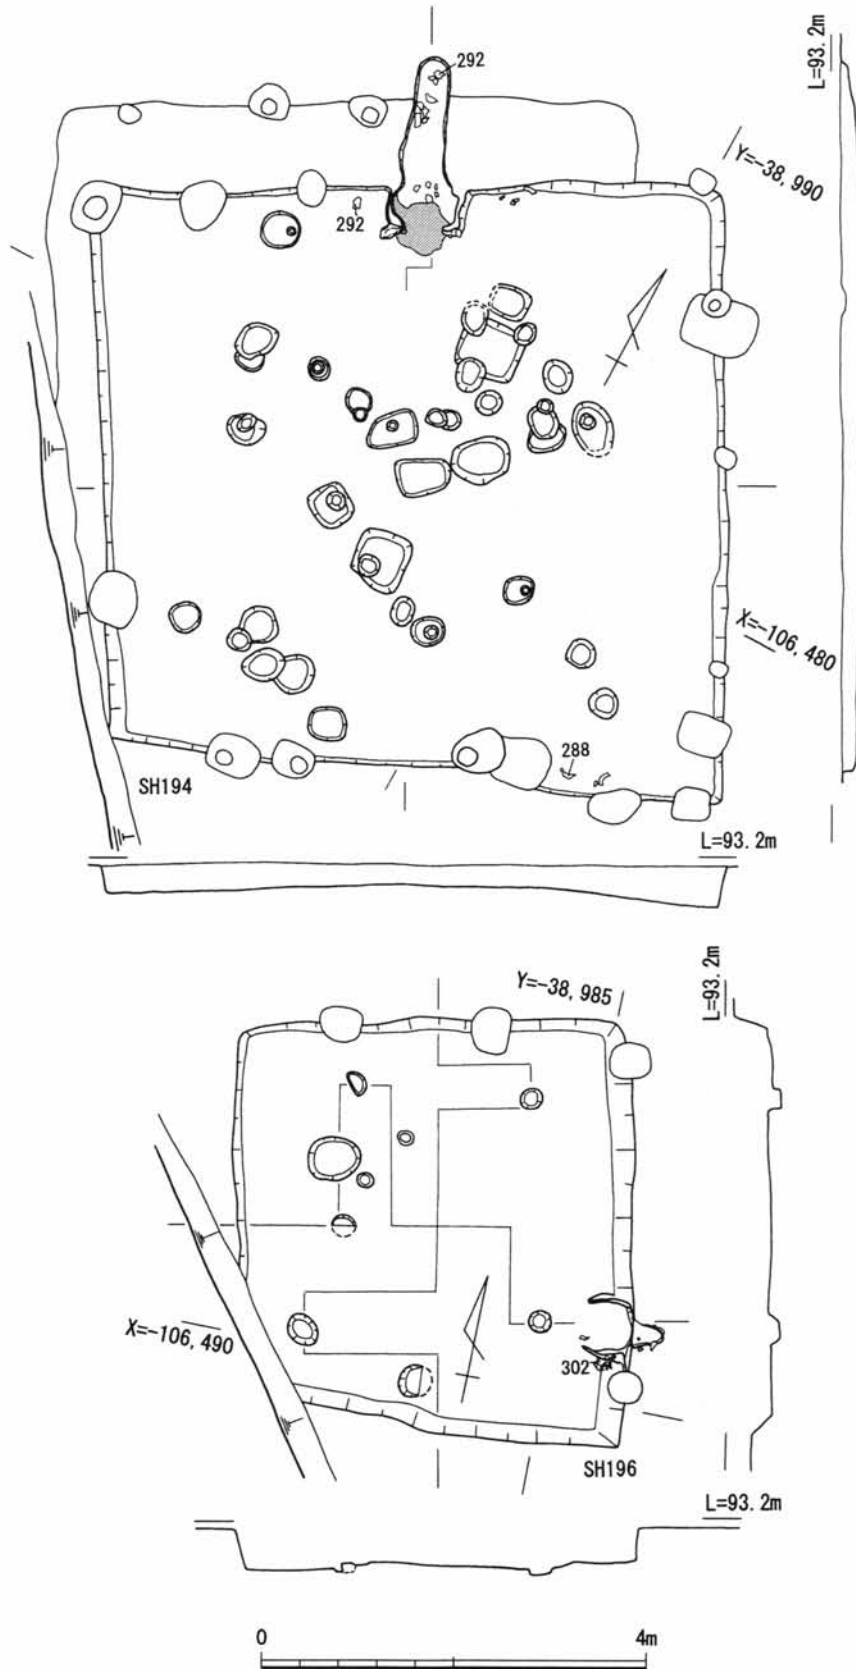 292
L=93.2m
Y=-38,990
292
X=-106,480
288
SH194
L=93.2m
Y=-38,985
L=93.2m
X=-106,490
302
SH196
L=93.2m
0 4m